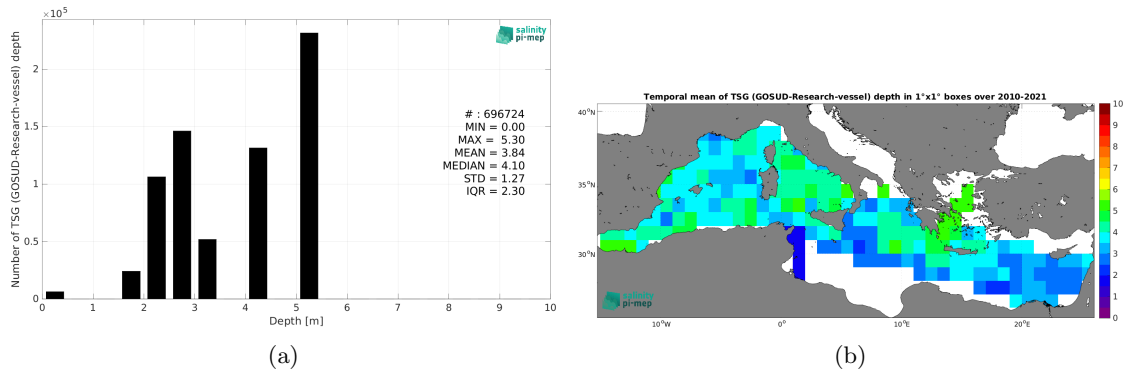 ×10^5
2
1.5
1
0.5
0
Number of TSG (GOSUD-Research-vessel) depth
salinity
pi-mep
# : 696724
MIN = 0.00
MAX = 5.30
MEAN = 3.84
MEDIAN = 4.10
STD = 1.27
IQR = 2.30
0 1 2 3 4 5 6 7 8 9 10
Depth [m]
(a)
Temporal mean of TSG (GOSUD-Research-vessel) depth in 1°x1° boxes over 2010-2021
40°N
35°N
30°N
10°W 0° 10°E 20°E
salinity
pi-mep
10
9
8
7
6
5
4
3
2
1
0
(b)